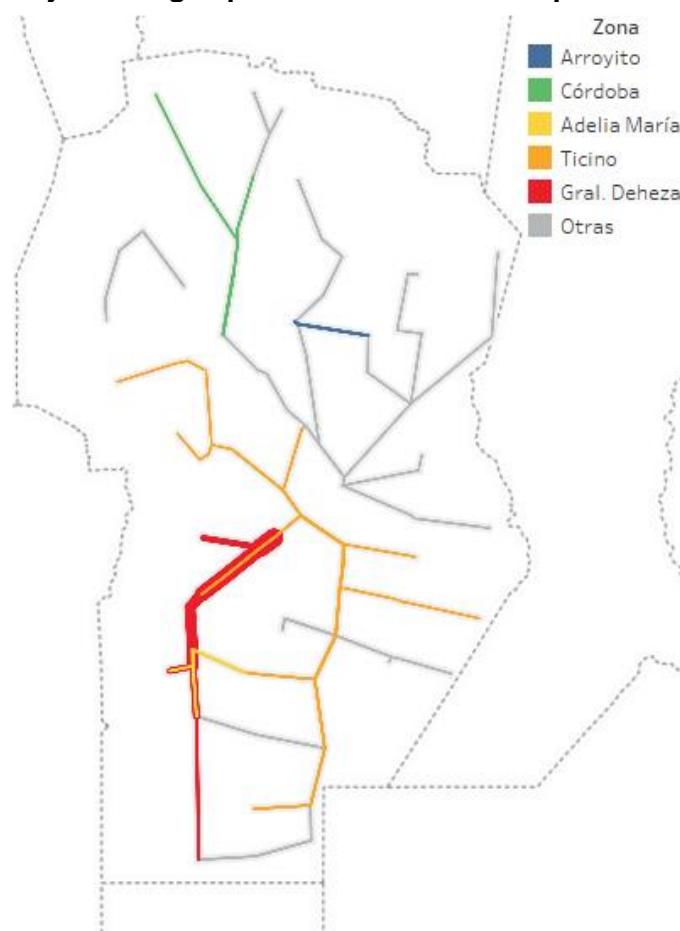 Zona
Arroyito
Córdoba
Adelia María
Ticino
Gral. Deheza
Otras